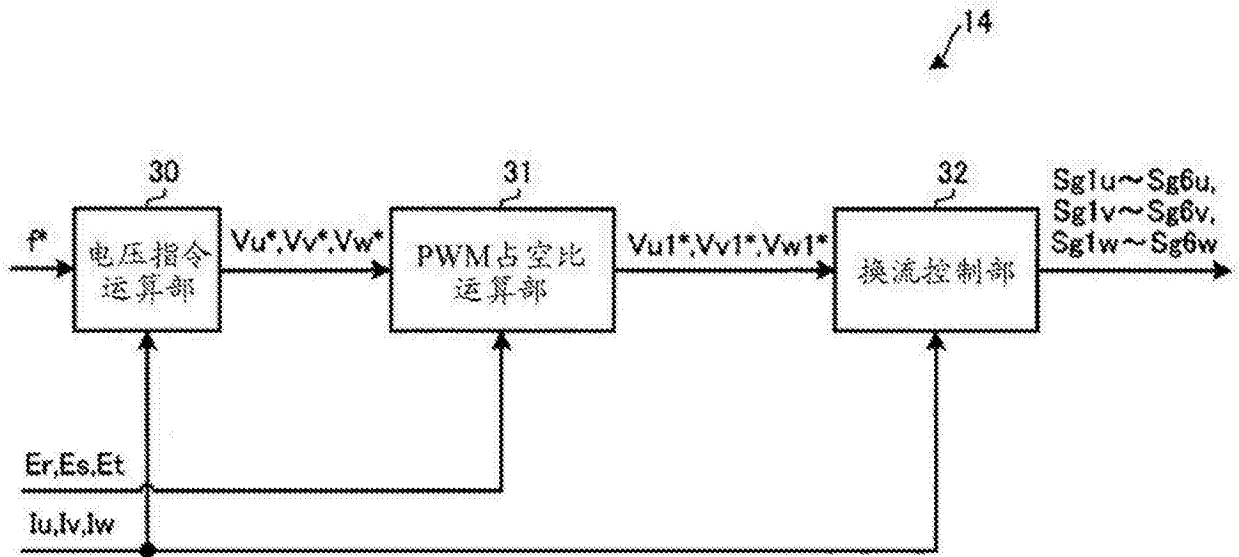 14
30
31
32
f*
电压指令
运算部
Vu*,Vv*,Vw*
PWM占空比
运算部
Vu1*,Vv1*,Vw1*
换流控制部
Sg1u～Sg6u,
Sg1v～Sg6v,
Sg1w～Sg6w
Er,Es,Et
Iu,Iv,Iw